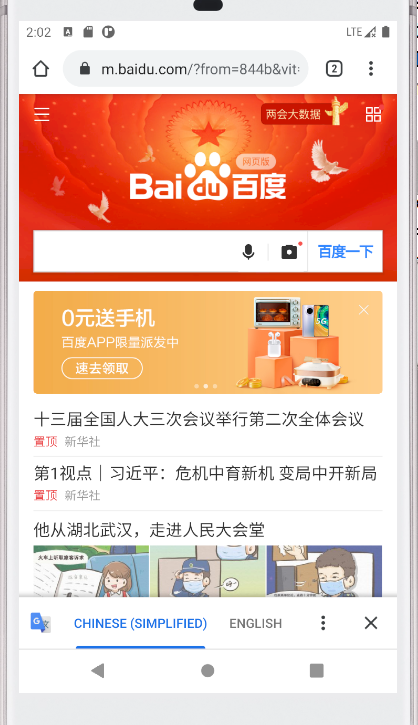 2:02
LTE
m.baidu.com/?from=844b&vit=
2
两会大数据
网页版
Bai du 百度
百度一下
0元送手机
百度APP限量派发中
速去领取
5G
十三届全国人大三次会议举行第二次全体会议
置顶 新华社
第1视点｜习近平：危机中育新机 变局中开新局
置顶 新华社
他从湖北武汉，走进人民大会堂
CHINESE (SIMPLIFIED)
ENGLISH